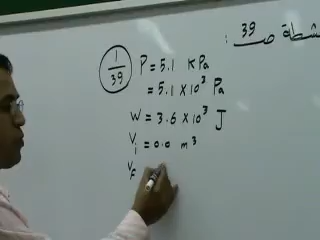 نشطة صـ 39 :
1/39 P = 5.1 KPa
= 5.1 X 10³ Pa
W = 3.6 X 10³ J
Vi = 0.0 m³
Vf